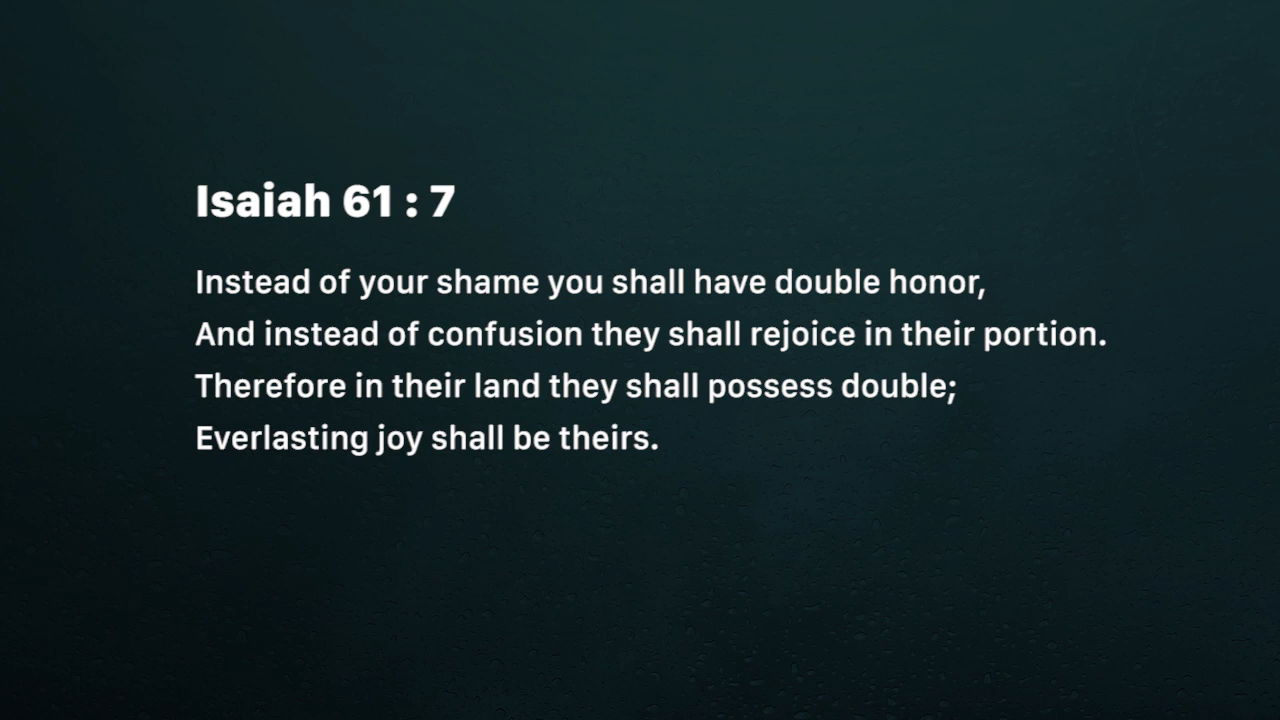 Isaiah 61 : 7
Instead of your shame you shall have double honor,
And instead of confusion they shall rejoice in their portion.
Therefore in their land they shall possess double;
Everlasting joy shall be theirs.